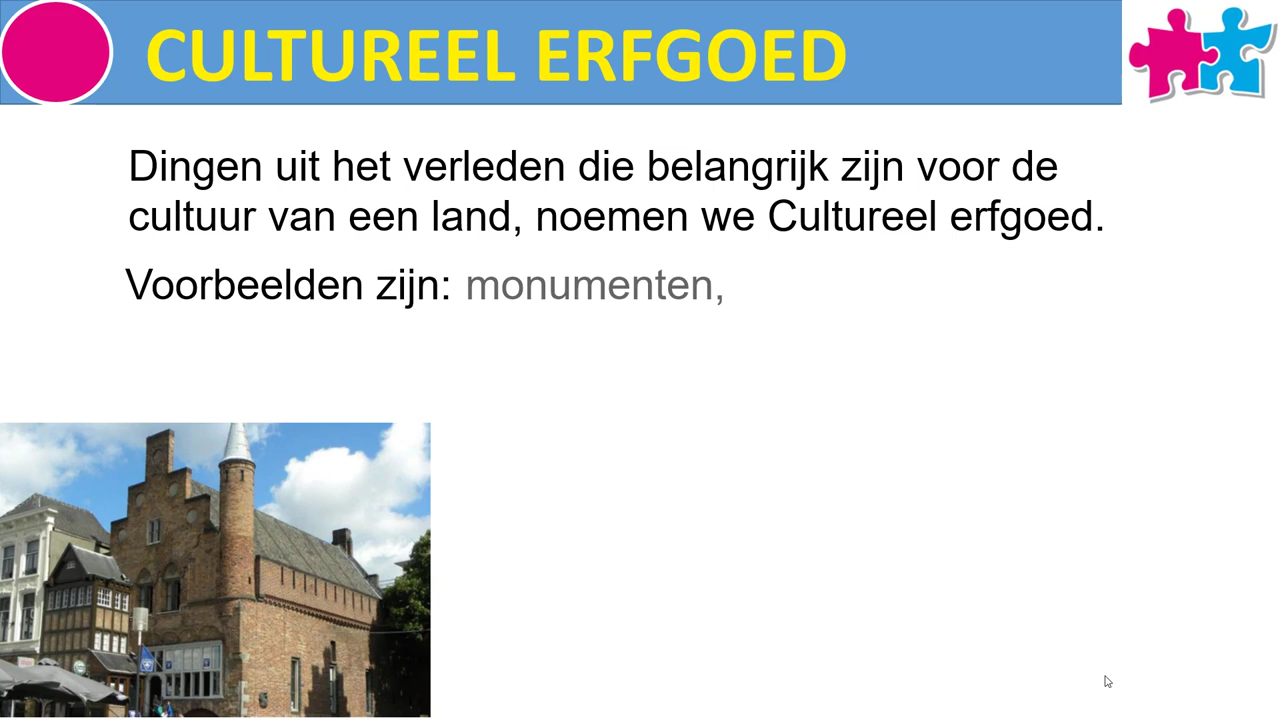 CULTUREEL ERFGOED
Dingen uit het verleden die belangrijk zijn voor de
cultuur van een land, noemen we Cultureel erfgoed.
Voorbeelden zijn: monumenten,